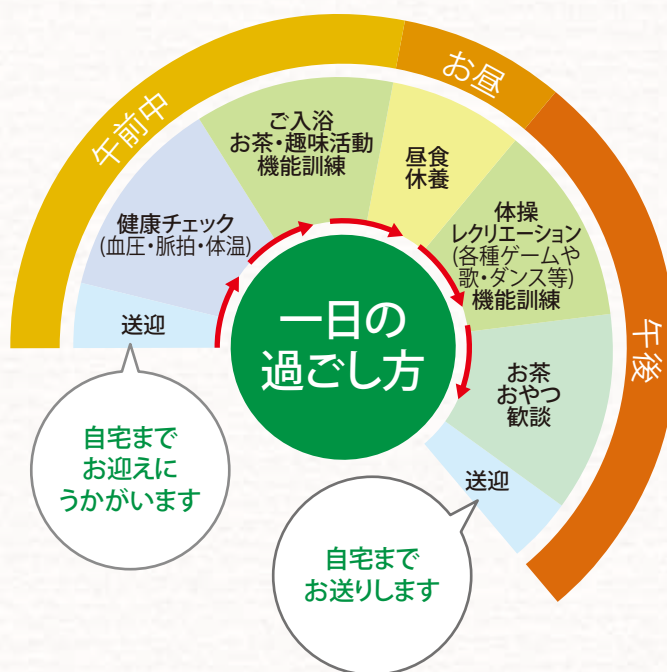 午前中
お昼
午後
送迎
健康チェック
(血圧・脈拍・体温)
ご入浴
お茶・趣味活動
機能訓練
昼食
休養
体操
レクリエーション
(各種ゲームや
歌・ダンス等)
機能訓練
お茶
おやつ
歓談
送迎
一日の
過ごし方
自宅まで
お迎えに
うかがいます
自宅まで
お送りします